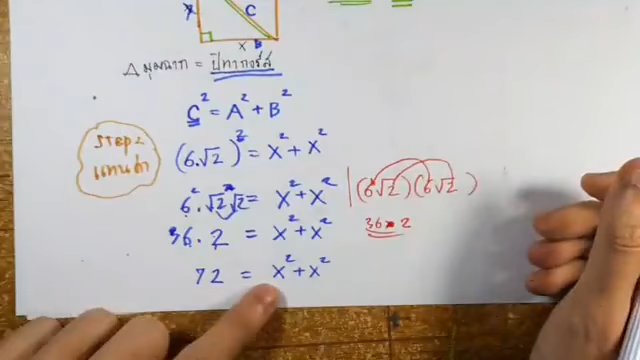 C
x B
Δ มุมฉาก = ปีทากอรัส
C² = A² + B²
STEP 2
แทนค่า
(6.√2)² = x² + x²
6². √2 √2 = x² + x²
(6√2)(6√2)
36. 2 = x² + x²
36 2
72 = x² + x²